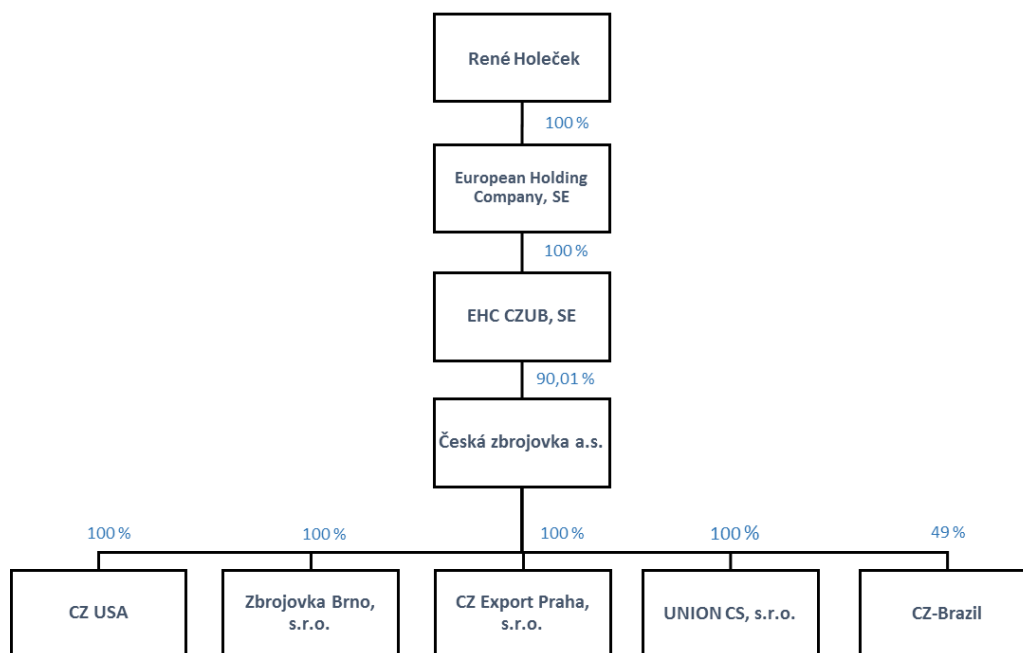 René Holeček
100 %
European Holding
Company, SE
100 %
EHC CZUB, SE
90,01 %
Česká zbrojovka a.s.
100 %
100 %
100 %
100 %
49 %
CZ USA
Zbrojovka Brno,
s.r.o.
CZ Export Praha,
s.r.o.
UNION CS, s.r.o.
CZ-Brazil